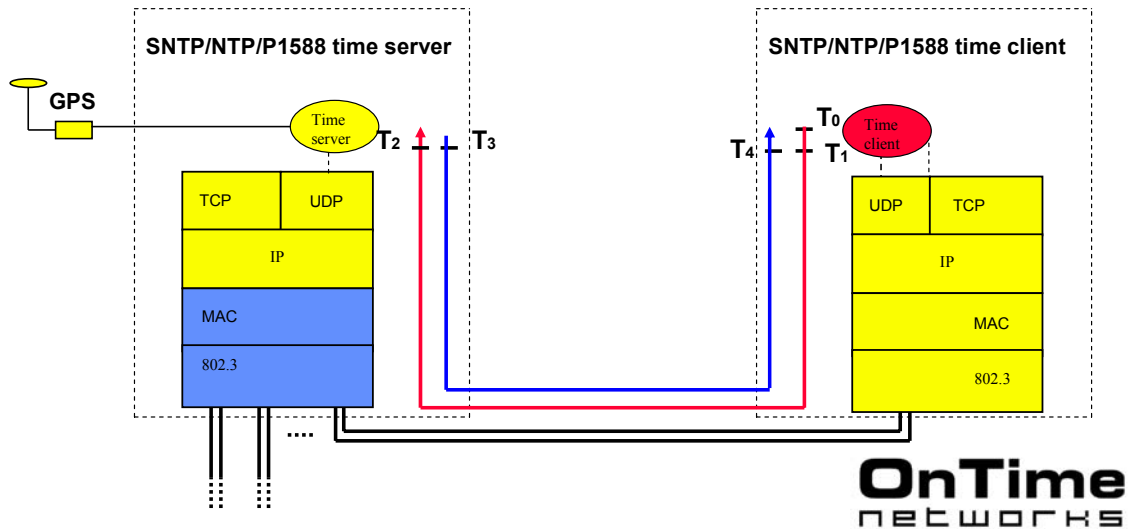 SNTP/NTP/P1588 time server
SNTP/NTP/P1588 time client
GPS
Time
server
T2
T3
T4
T0
T1
Time
client
TCP
UDP
IP
MAC
802.3
UDP
TCP
IP
MAC
802.3
....
OnTime
networks